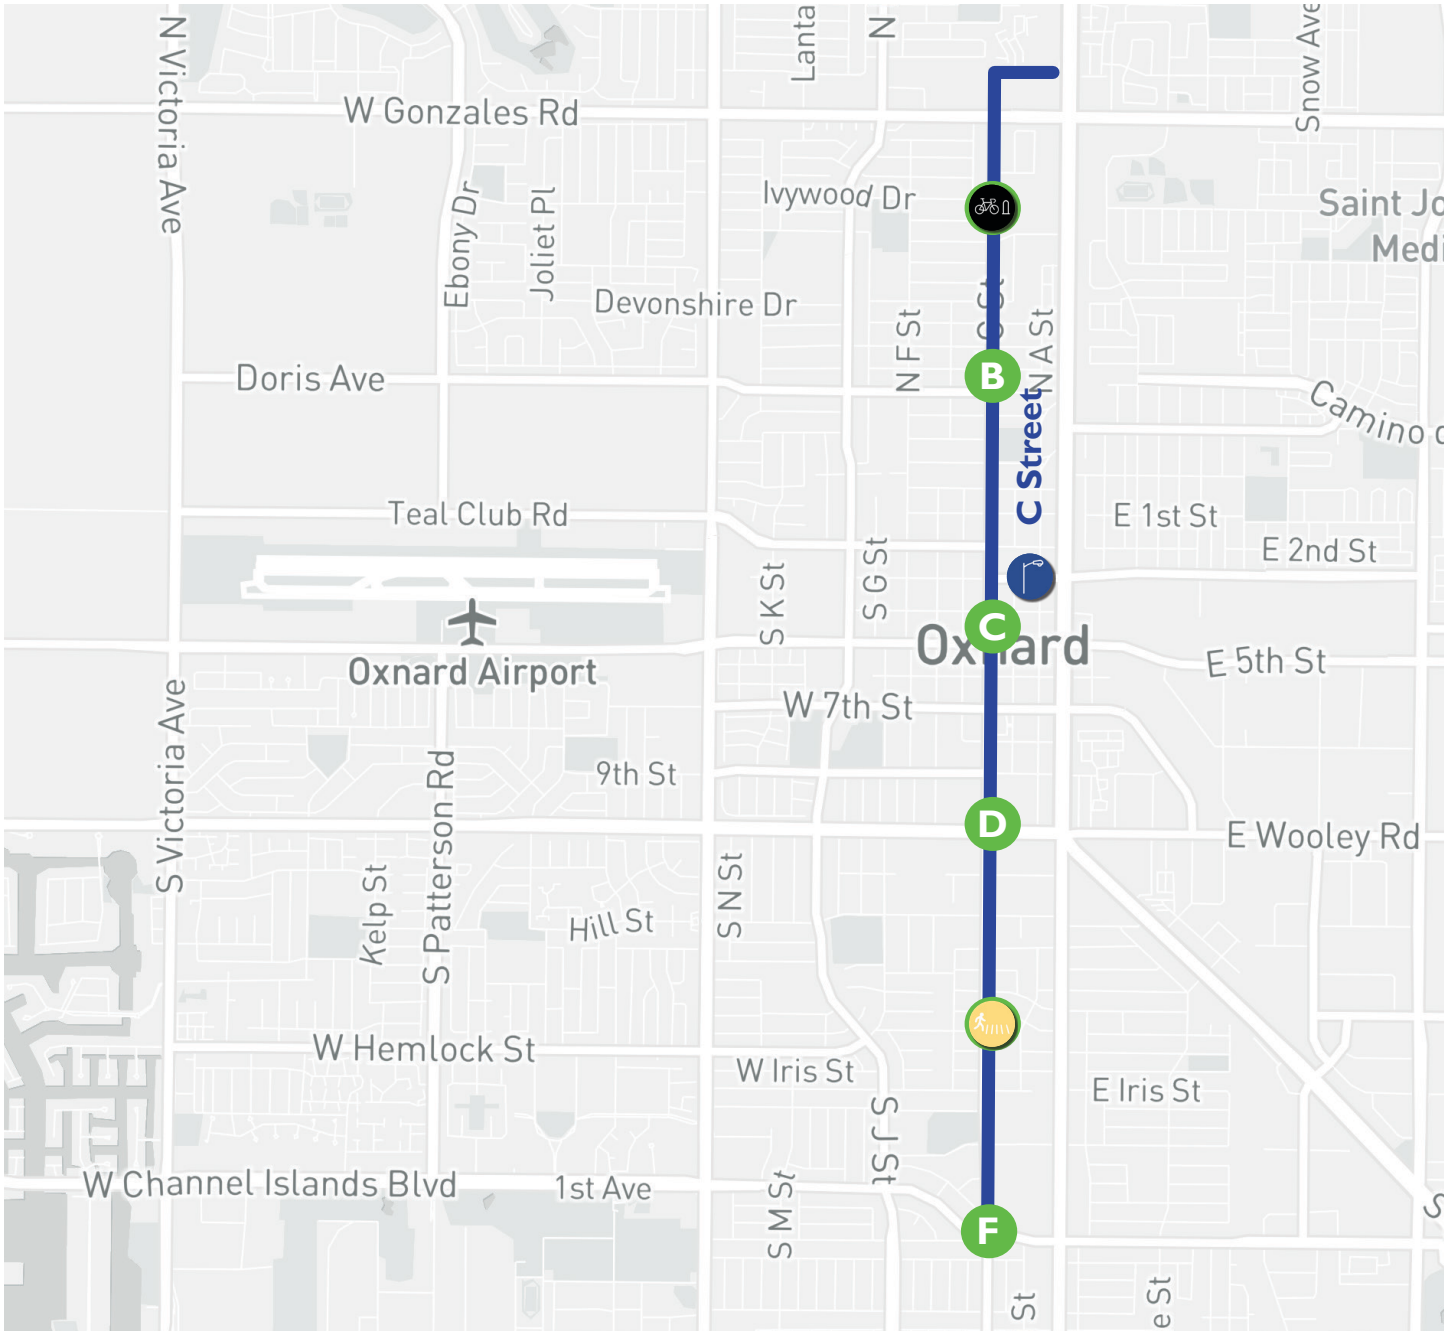 N Victoria Ave
Lanta
N
Snow Ave
W Gonzales Rd
Ivywood Dr
Saint Jo
Medi
Ebony Dr
Joliet Pl
Devonshire Dr
N F St
C St
N A St
Doris Ave
B
Camino d
C Street
Teal Club Rd
E 1st St
E 2nd St
S K St
S G St
C
Oxnard
Oxnard Airport
E 5th St
S Victoria Ave
W 7th St
S Patterson Rd
9th St
D
E Wooley Rd
Kelp St
Hill St
S N St
W Hemlock St
W Iris St
E Iris St
S J St
W Channel Islands Blvd
1st Ave
S M St
F
S
St
e St